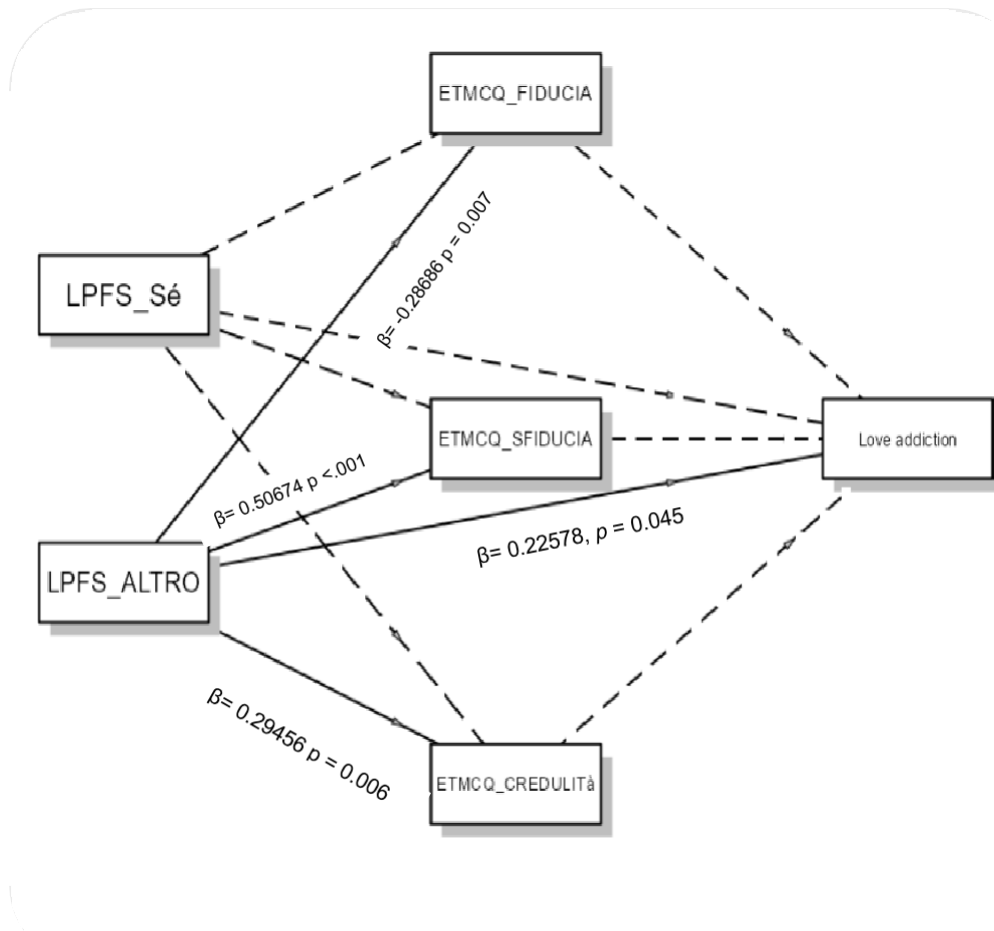 ETMCQ_FIDUCIA
β= -0.28686 p = 0.007
LPFS_Sé
ETMCQ_SFIDUCIA
Love addiction
β= 0.50674 p <.001
β= 0.22578, p = 0.045
LPFS_ALTRO
β= 0.29456 p = 0.006
ETMCQ_CREDULITà